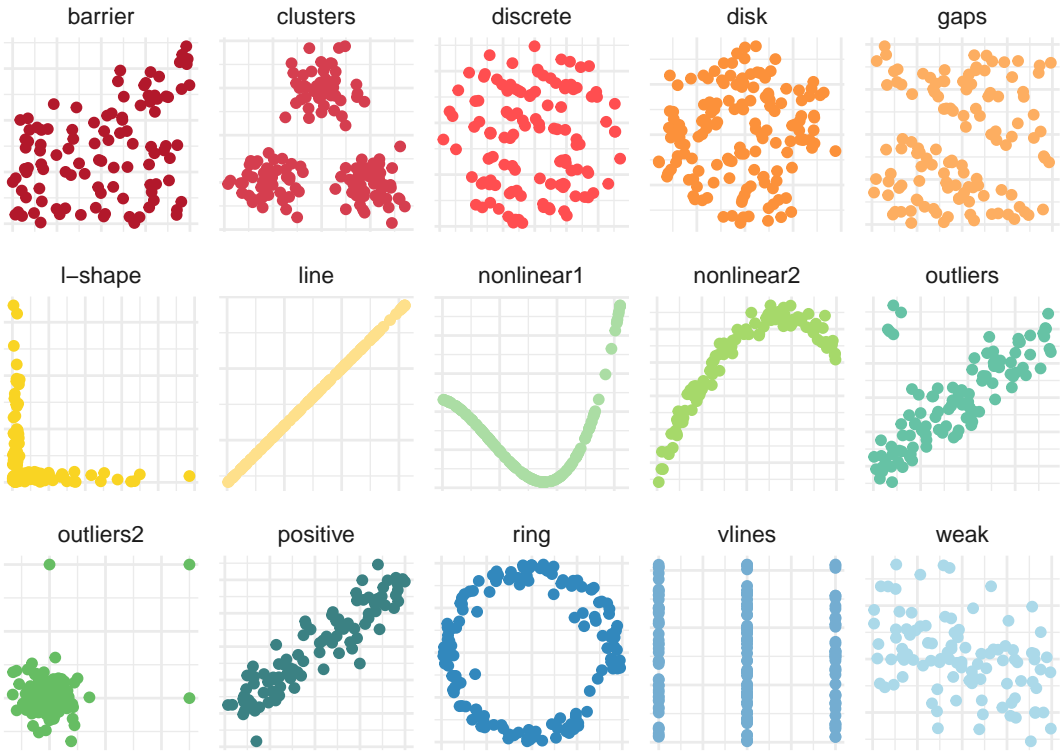 barrier clusters discrete disk gaps
l−shape line nonlinear1 nonlinear2 outliers
outliers2 positive ring vlines weak